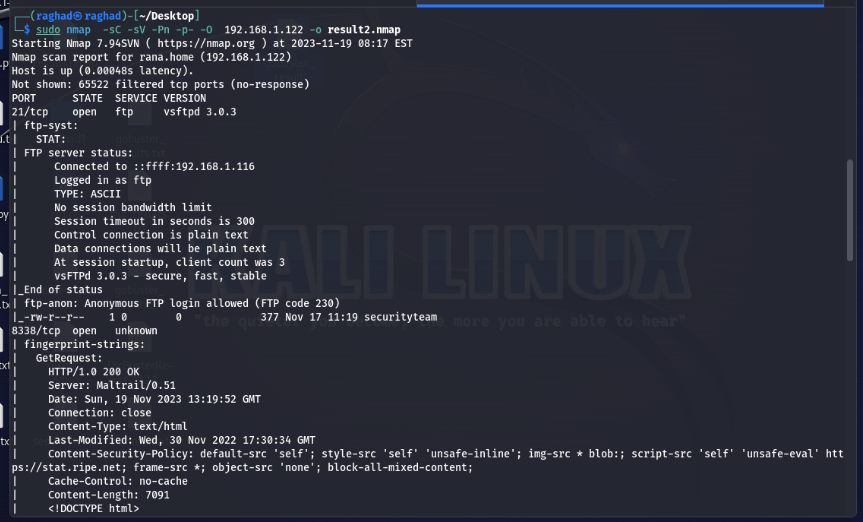 (raghad㉿raghad)-[~/Desktop]
$ sudo nmap -sC -sV -Pn -p- -O 192.168.1.122 -o result2.nmap
Starting Nmap 7.94SVN ( https://nmap.org ) at 2023-11-19 08:17 EST
Nmap scan report for rana.home (192.168.1.122)
Host is up (0.00048s latency).
Not shown: 65522 filtered tcp ports (no-response)
PORT STATE SERVICE VERSION
21/tcp open ftp vsftpd 3.0.3
| ftp-syst:
| STAT:
| FTP server status:
| Connected to ::ffff:192.168.1.116
| Logged in as ftp
| TYPE: ASCII
| No session bandwidth limit
| Session timeout in seconds is 300
| Control connection is plain text
| Data connections will be plain text
| At session startup, client count was 3
| vsFTPd 3.0.3 - secure, fast, stable
|_End of status
| ftp-anon: Anonymous FTP login allowed (FTP code 230)
|_-rw-r--r-- 1 0 0 377 Nov 17 11:19 securityteam
8338/tcp open unknown
| fingerprint-strings:
| GetRequest:
| HTTP/1.0 200 OK
| Server: Maltrail/0.51
| Date: Sun, 19 Nov 2023 13:19:52 GMT
| Connection: close
| Content-Type: text/html
| Last-Modified: Wed, 30 Nov 2022 17:30:34 GMT
| Content-Security-Policy: default-src 'self'; style-src 'self' 'unsafe-inline'; img-src * blob:; script-src 'self' 'unsafe-eval' htt
ps://stat.ripe.net; frame-src *; object-src 'none'; block-all-mixed-content;
| Cache-Control: no-cache
| Content-Length: 7091
| <!DOCTYPE html>
KALI LINUX